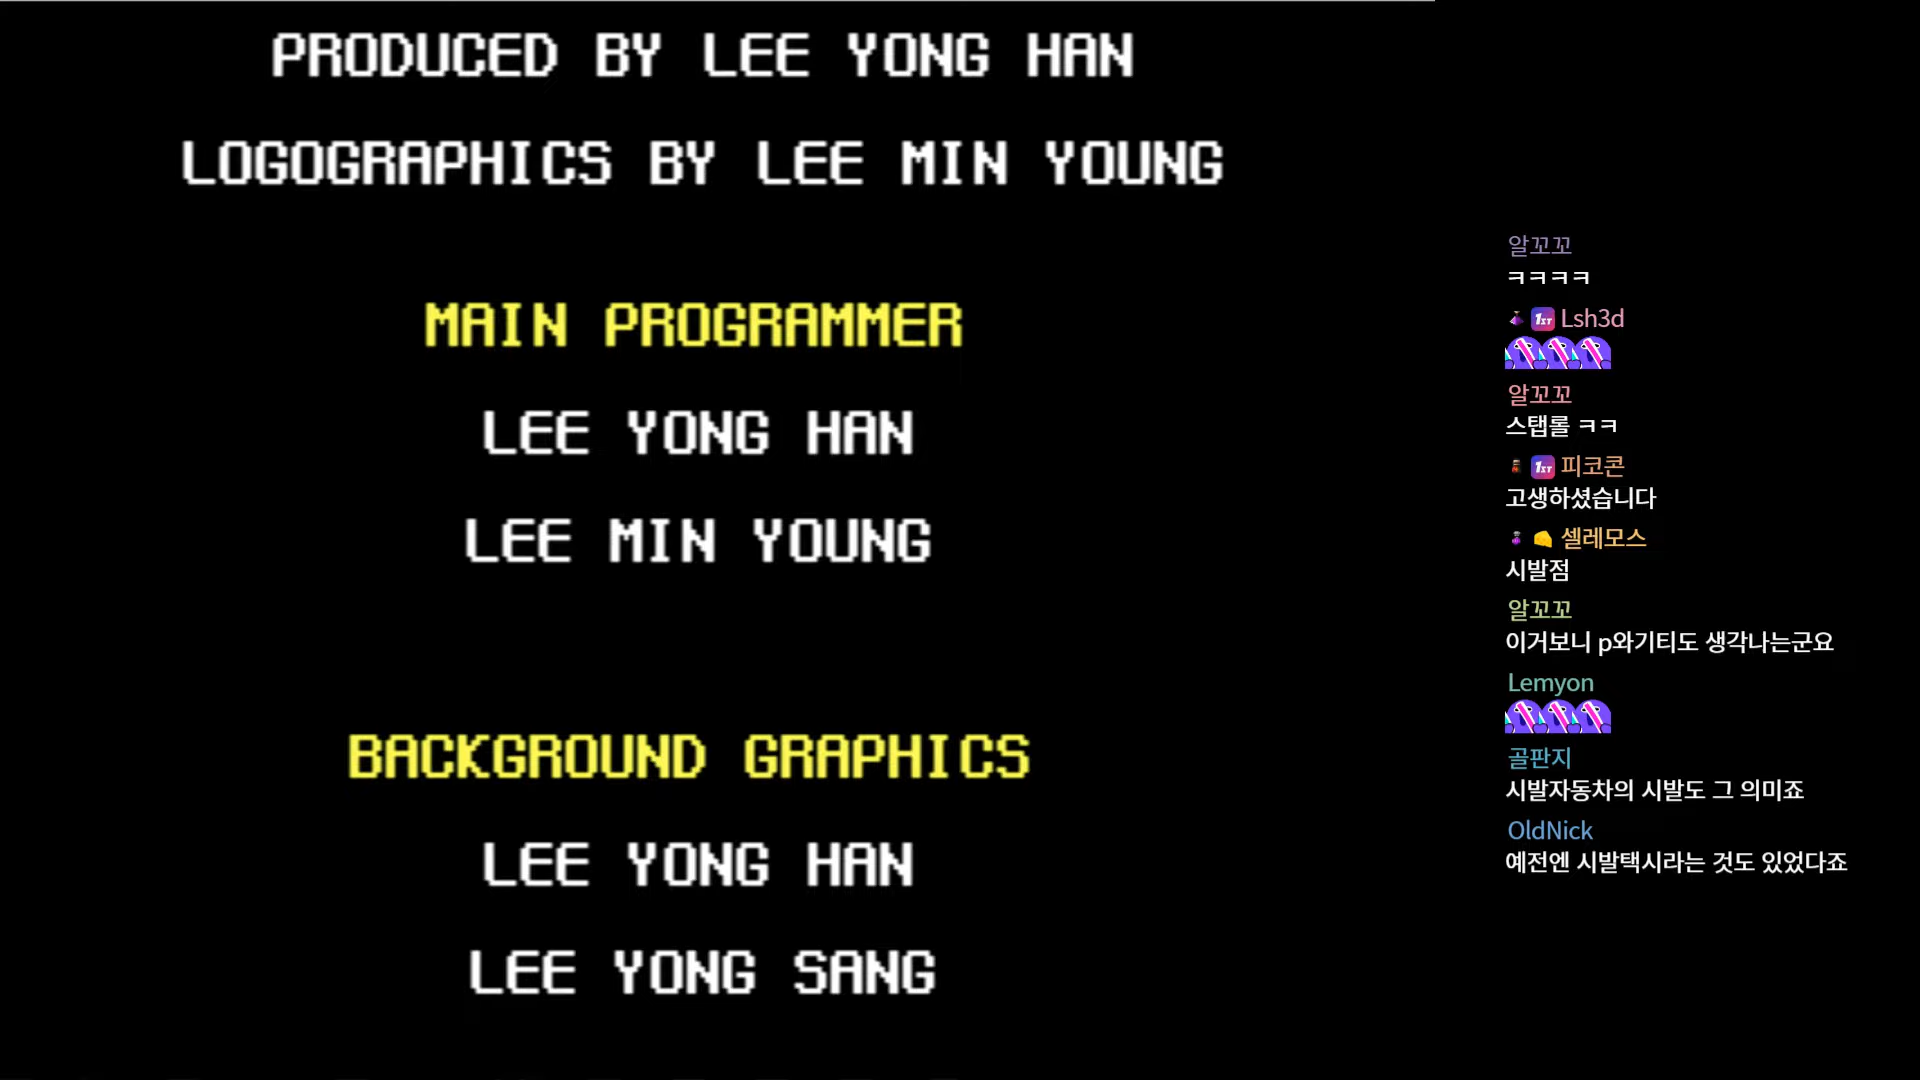 PRODUCED BY LEE YONG HAN
LOGOGRAPHICS BY LEE MIN YOUNG
MAIN PROGRAMMER
LEE YONG HAN
LEE MIN YOUNG
BACKGROUND GRAPHICS
LEE YONG HAN
LEE YONG SANG
알꼬꼬
ㅋㅋㅋㅋ
1ST Lsh3d
알꼬꼬
스탭롤 ㅋㅋ
1ST 피코콘
고생하셨습니다
셀레모스
시발점
알꼬꼬
이거보니 p와기티도 생각나는군요
Lemyon
골판지
시발자동차의 시발도 그 의미죠
OldNick
예전엔 시발택시라는 것도 있었다죠